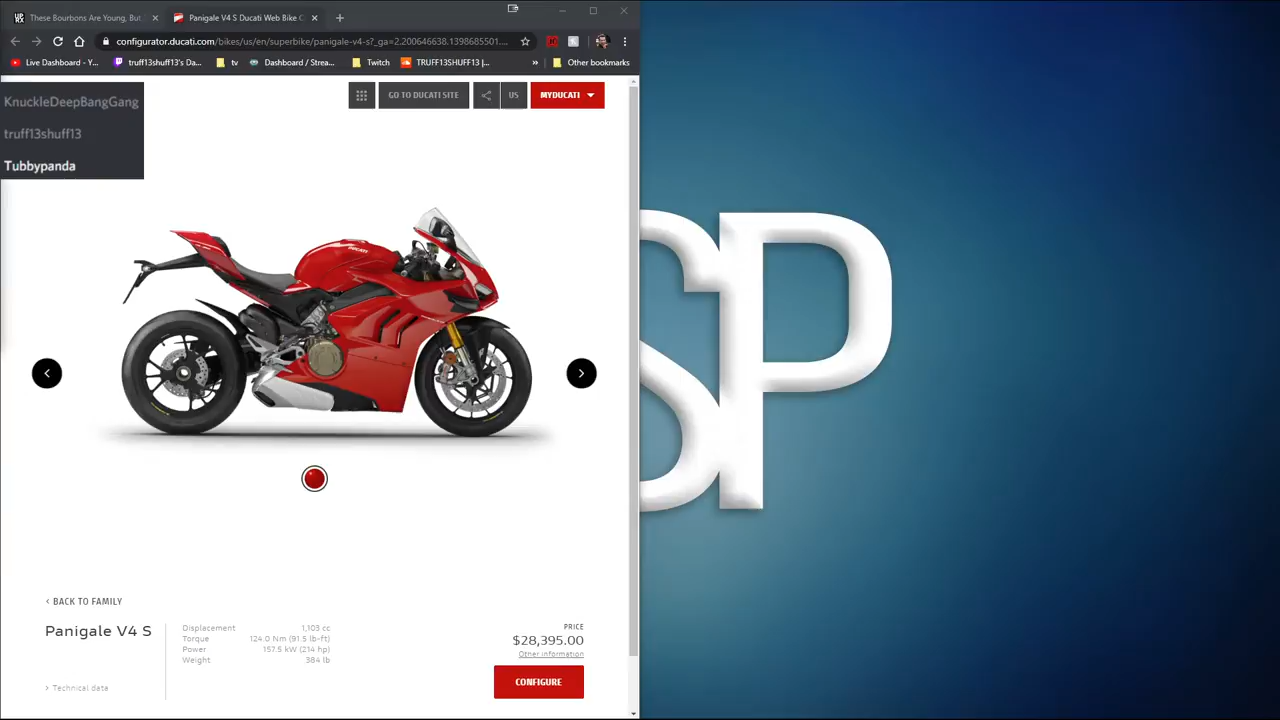 These Bourbons Are Young, But
Panigale V4 S Ducati Web Bike C
configurator.ducati.com/bikes/us/en/superbike/panigale-v4-s?_ga=2.200646638.1398685501....
Live Dashboard - Y...
truff13shuff13's Da...
tv
Dashboard / Strea...
Twitch
TRUFF13SHUFF13 |...
»
Other bookmarks
KnuckleDeepBangGang
truff13shuff13
Tubbypanda
GO TO DUCATI SITE
US
MYDUCATI
DUCATI
SP
< BACK TO FAMILY
Panigale V4 S
Displacement 1,103 cc
Torque 124.0 Nm (91.5 lb-ft)
Power 157.5 kW (214 hp)
Weight 384 lb
> Technical data
PRICE
$28,395.00
Other information
CONFIGURE